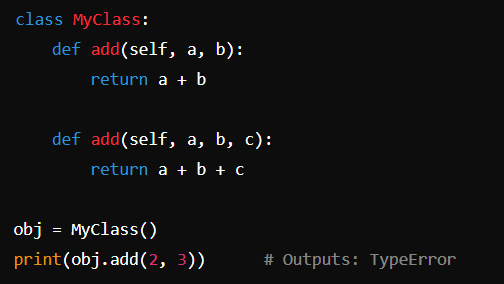 class MyClass:
    def add(self, a, b):
        return a + b
    def add(self, a, b, c):
        return a + b + c
obj = MyClass()
print(obj.add(2, 3))      # Outputs: TypeError